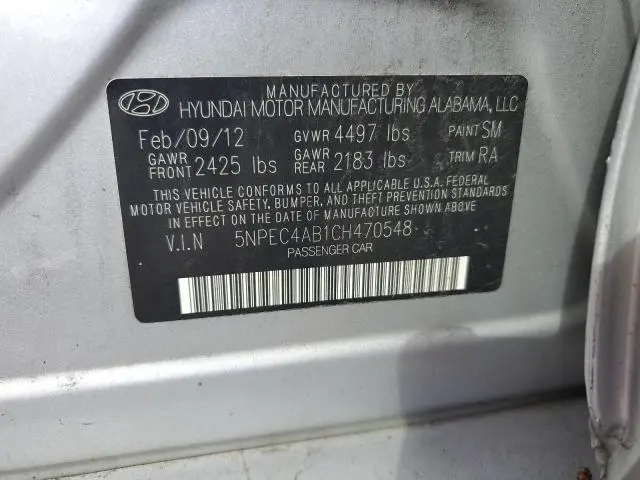 MANUFACTURED BY
HYUNDAI MOTOR MANUFACTURING ALABAMA, LLC
Feb/09/12 GVWR 4497 lbs PAINT SM
GAWR FRONT 2425 lbs GAWR REAR 2183 lbs TRIM RA
THIS VEHICLE CONFORMS TO ALL APPLICABLE U.S.A. FEDERAL
MOTOR VEHICLE SAFETY, BUMPER, AND THEFT PREVENTION STANDARDS
IN EFFECT ON THE DATE OF MANUFACTURE SHOWN ABOVE.
V.I.N 5NPEC4AB1CH470548
PASSENGER CAR